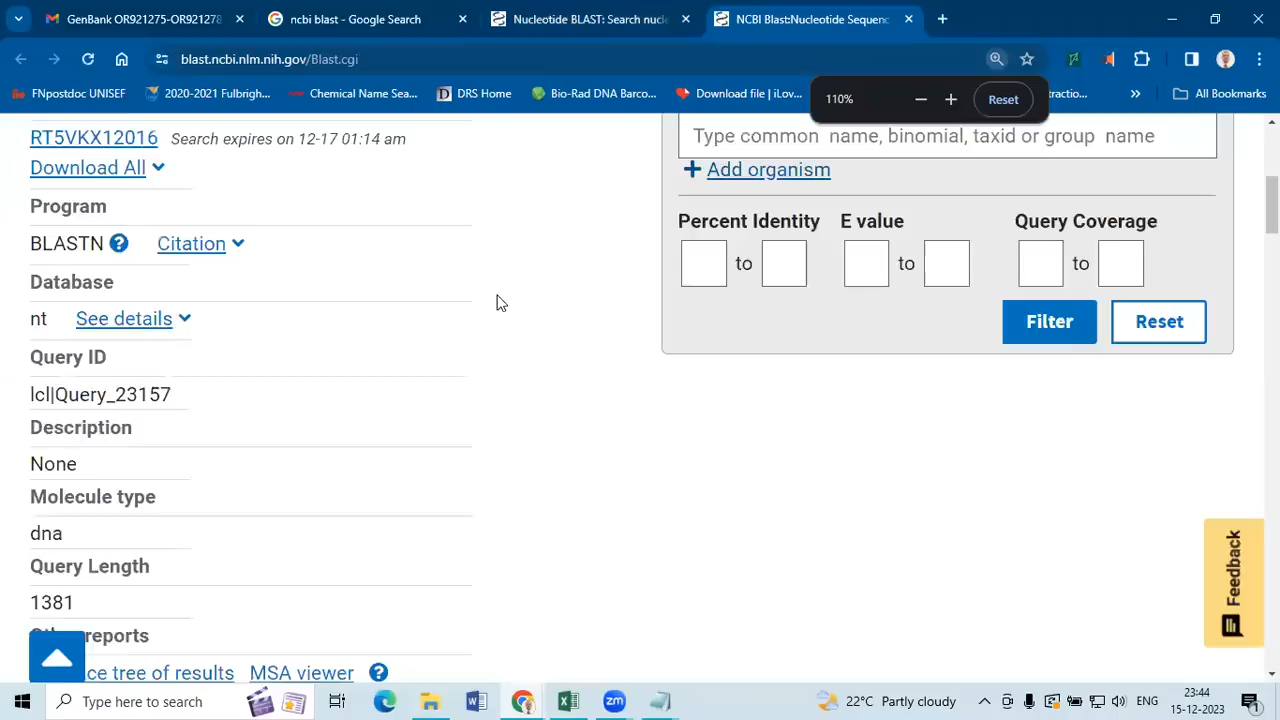 GenBank OR921275-OR921278
ncbi blast - Google Search
Nucleotide BLAST: Search nucl
NCBI Blast:Nucleotide Sequenc
blast.ncbi.nlm.nih.gov/Blast.cgi
FNpostdoc UNISEF
2020-2021 Fulbrigh...
Chemical Name Sea...
DRS Home
Bio-Rad DNA Barco...
Download file | iLov...
tractio...
»
All Bookmarks
110%
Reset
RT5VKX12016 Search expires on 12-17 01:14 am
Download All
Program
BLASTN Citation
Database
nt See details
Query ID
lcl|Query_23157
Description
None
Molecule type
dna
Query Length
1381
reports
ce tree of results MSA viewer
Type common name, binomial, taxid or group name
Add organism
Percent Identity E value Query Coverage
to to to
Filter Reset
Feedback
Type here to search
22°C Partly cloudy
ENG
23:44
15-12-2023
1